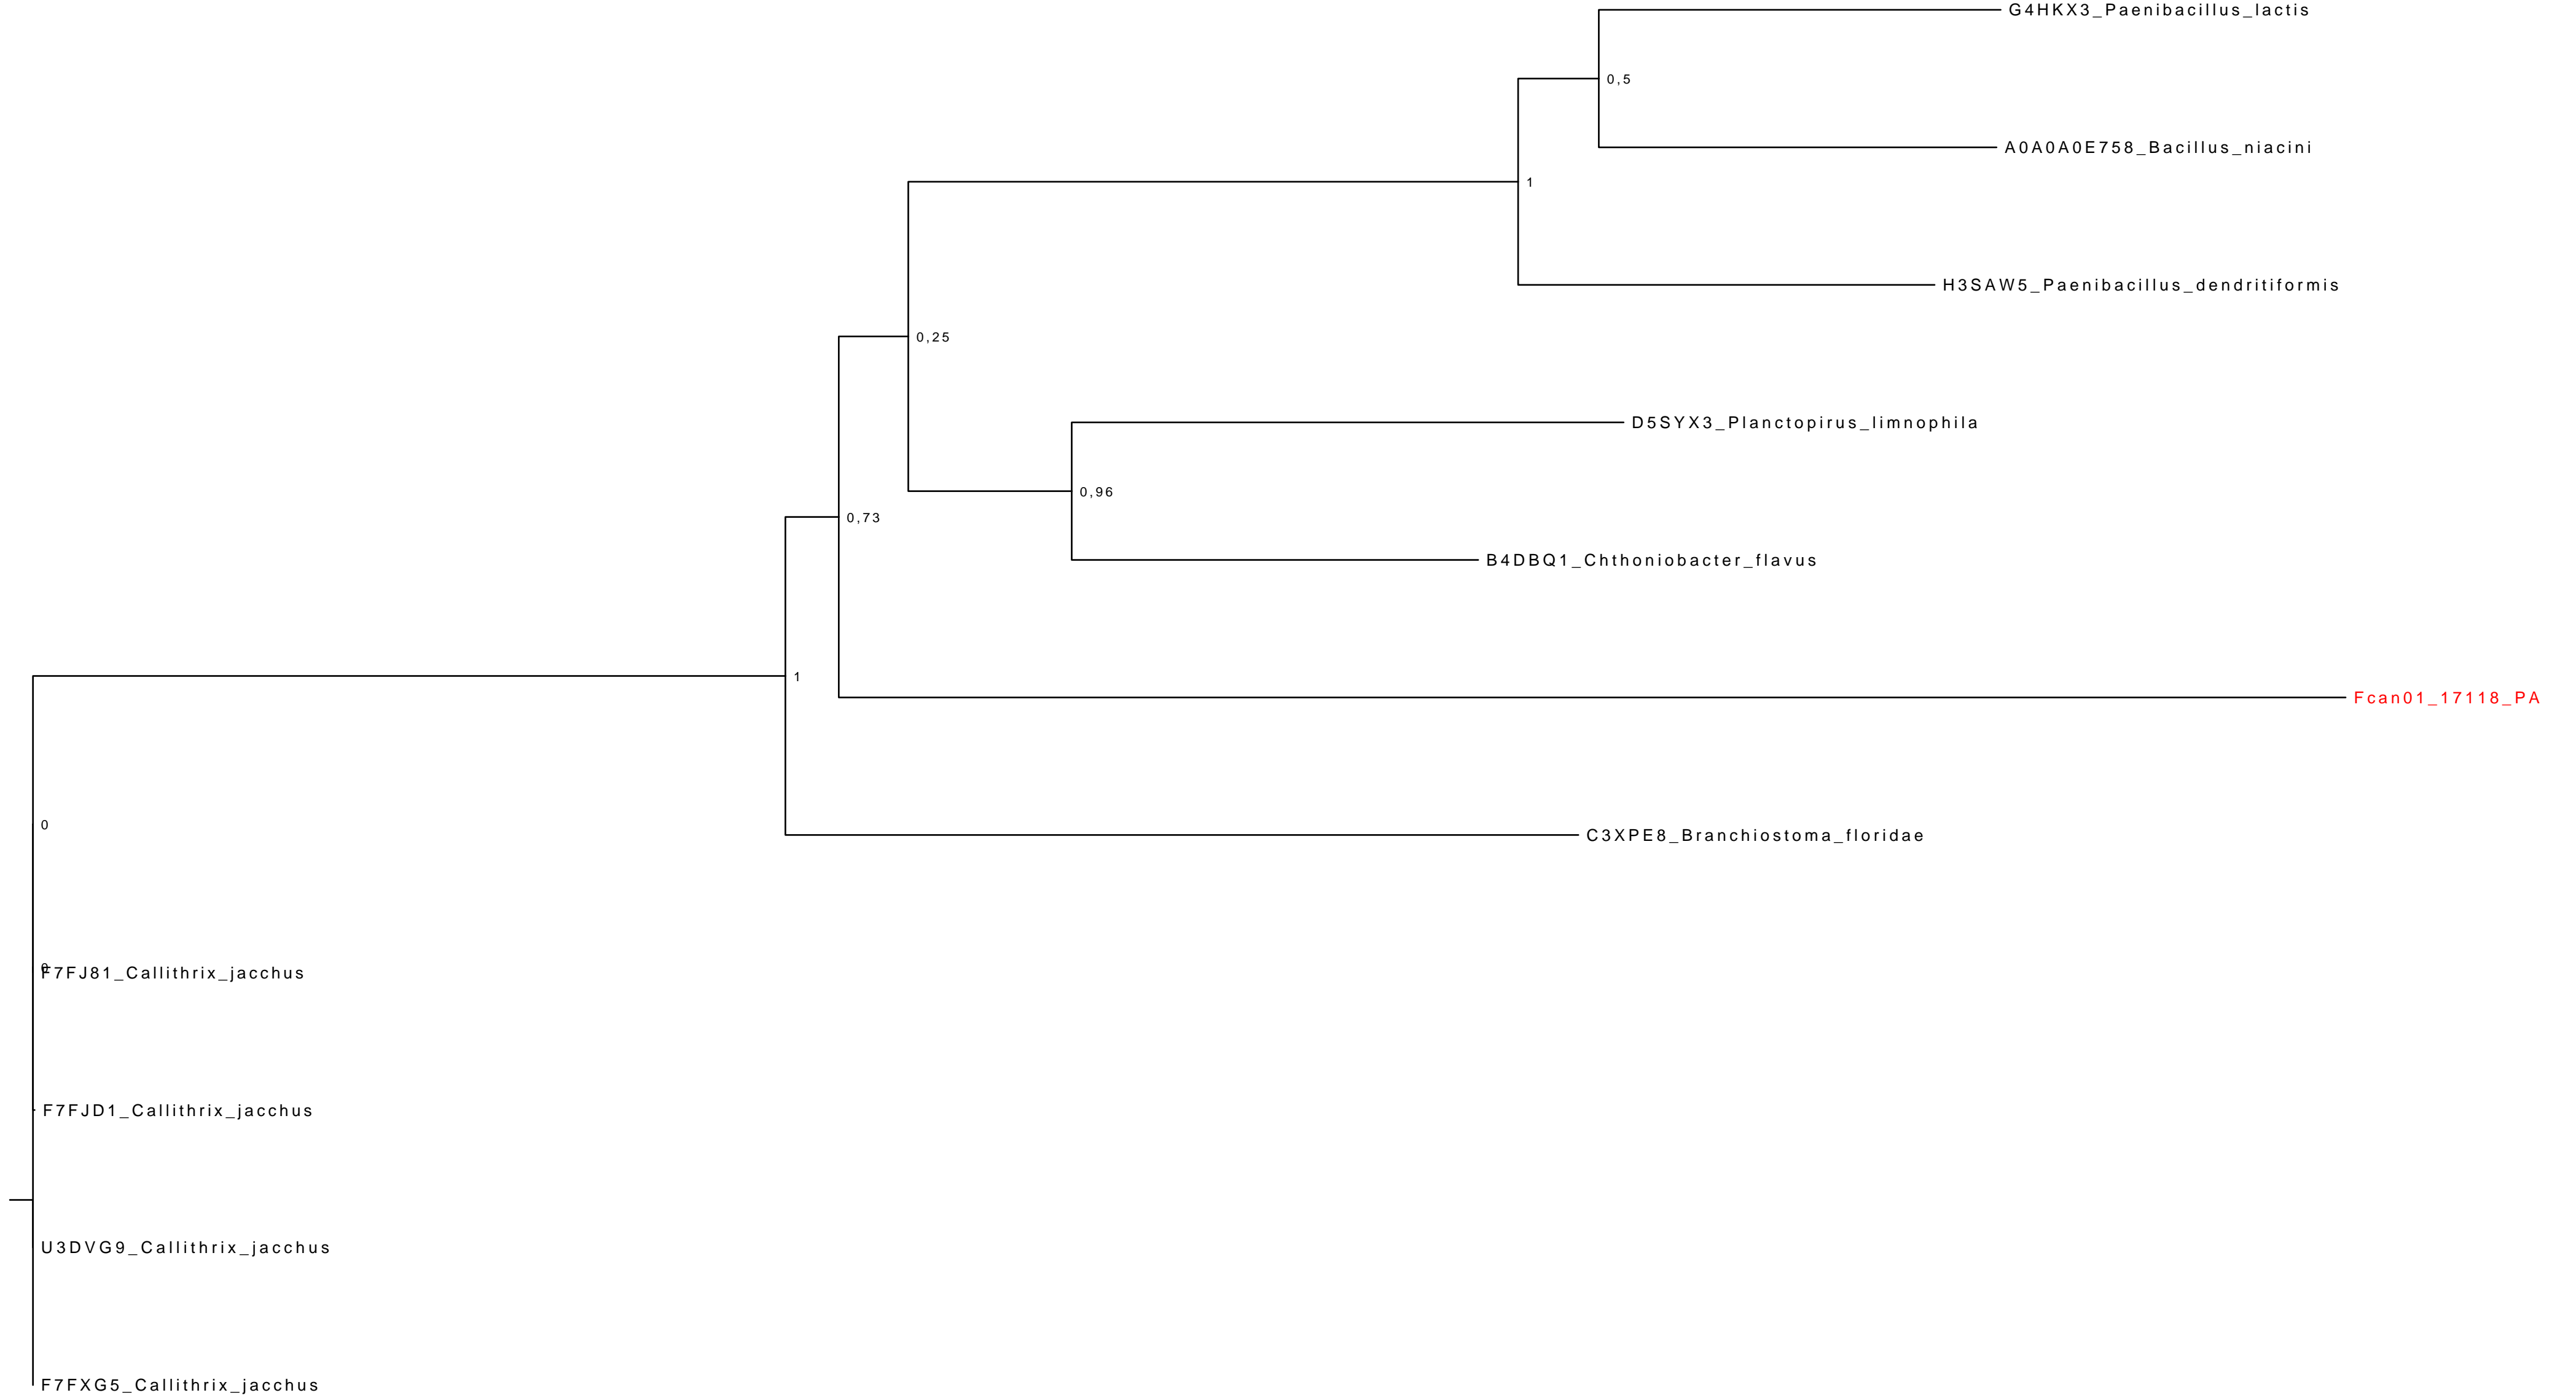 G4HKX3_Paenibacillus_lactis
0,5
A0A0A0E758_Bacillus_niacini
1
H3SAW5_Paenibacillus_dendritiformis
0,25
D5SYX3_Planctopirus_limnophila
0,96
0,73
B4DBQ1_Chthoniobacter_flavus
1
Fcan01_17118_PA
0
C3XPE8_Branchiostoma_floridae
0
F7FJ81_Callithrix_jacchus
F7FJD1_Callithrix_jacchus
U3DVG9_Callithrix_jacchus
F7FXG5_Callithrix_jacchus